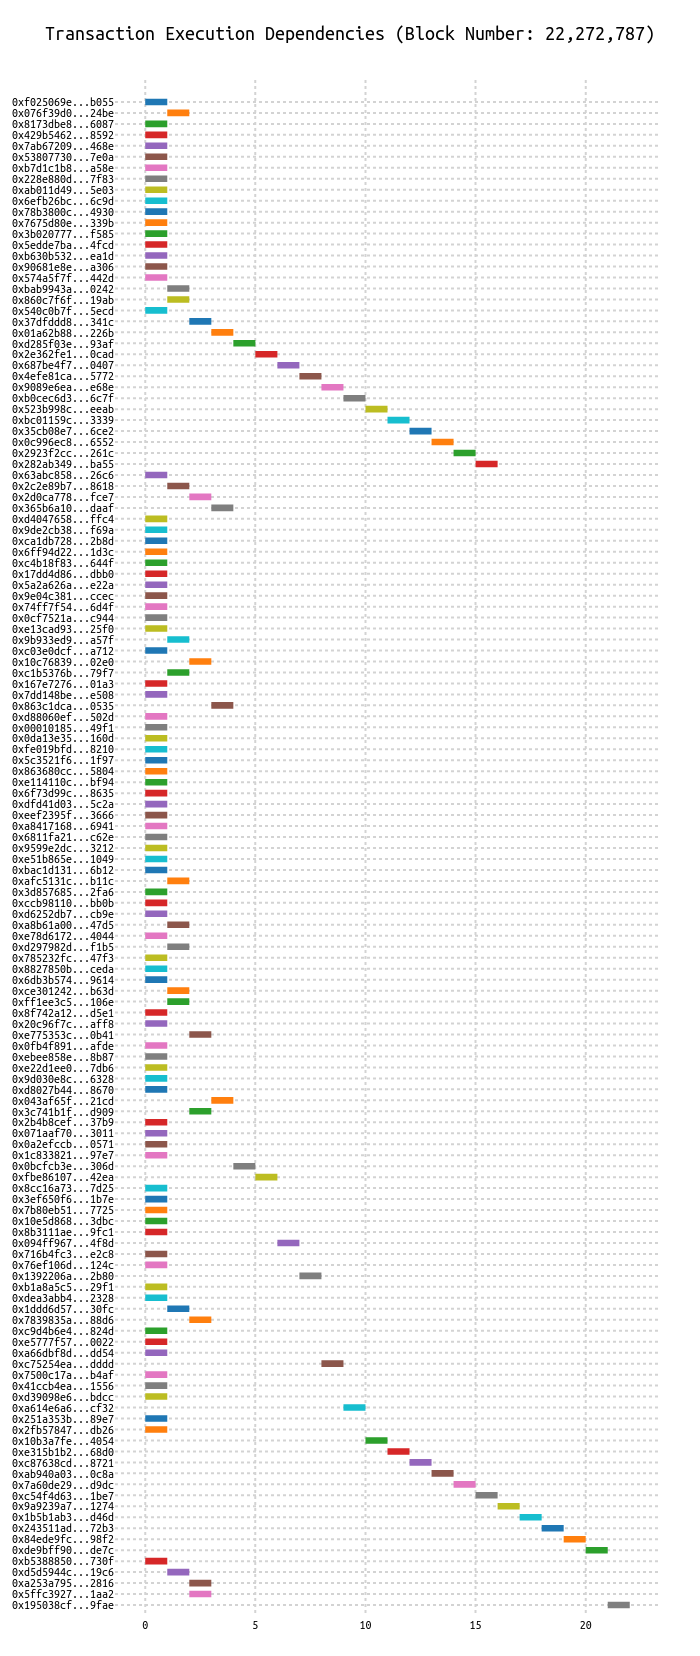 Transaction Execution Dependencies (Block Number: 22,272,787)
0xf025069e...b055
0x076f39d0...24be
0x8173dbe8...6087
0x429b5462...8592
0x7ab67209...468e
0x53807730...7e0a
0xb7d1c1b8...a58e
0x228e880d...7f83
0xab011d49...5e03
0x6efb26bc...6c9d
0x78b3800c...4930
0x7675d80e...339b
0x3b020777...f585
0x5edde7ba...4fcd
0xb630b532...ea1d
0x90681e8e...a306
0x574a5f7f...442d
0xbab9943a...0242
0x860c7f6f...19ab
0x540c0b7f...5ecd
0x37dfddd8...341c
0x01a62b88...226b
0xd285f03e...93af
0x2e362fe1...0cad
0x687be4f7...0407
0x4efe81ca...5772
0x9089e6ea...e68e
0xb0cec6d3...6c7f
0x523b998c...eeab
0xbc01159c...3339
0x35cb08e7...6ce2
0x0c996ec8...6552
0x2923f2cc...261c
0x282ab349...ba55
0x63abc858...26c6
0x2c2e89b7...8618
0x2d0ca778...fce7
0x365b6a10...daaf
0xd4047658...ffc4
0x9de2cb38...f69a
0xca1db728...2b8d
0x6ff94d22...1d3c
0xc4b18f83...644f
0x17dd4d86...dbb0
0x5a2a626a...e22a
0x9e04c381...ccec
0x74ff7f54...6d4f
0x0cf7521a...c944
0xe13cad93...25f0
0x9b933ed9...a57f
0xc03e0dcf...a712
0x10c76839...02e0
0xc1b5376b...79f7
0x167e7276...01a3
0x7dd148be...e508
0x863c1dca...0535
0xd88060ef...502d
0x00010185...49f1
0x0da13e35...160d
0xfe019bfd...8210
0x5c3521f6...1f97
0x863680cc...5804
0xe114110c...bf94
0x6f73d99c...8635
0xdfd41d03...5c2a
0xeef2395f...3666
0xa8417168...6941
0x6811fa21...c62e
0x9599e2dc...3212
0xe51b865e...1049
0xbac1d131...6b12
0xafc5131c...b11c
0x3d857685...2fa6
0xccb98110...bb0b
0xd6252db7...cb9e
0xa8b61a00...47d5
0xe78d6172...4044
0xd297982d...f1b5
0x785232fc...47f3
0x8827850b...ceda
0x6db3b574...9614
0xce301242...b63d
0xff1ee3c5...106e
0x8f742a12...d5e1
0x20c96f7c...aff8
0xe775353c...0b41
0x0fb4f891...afde
0xebee858e...8b87
0xe22d1ee0...7db6
0x9d030e8c...6328
0xd8027b44...8670
0x043af65f...21cd
0x3c741b1f...d909
0x2b4b8cef...37b9
0x071aaf70...3011
0x0a2efccb...0571
0x1c833821...97e7
0x0bcfcb3e...306d
0xfbe86107...42ea
0x8cc16a73...7d25
0x3ef650f6...1b7e
0x7b80eb51...7725
0x10e5d868...3dbc
0x8b3111ae...9fc1
0x094ff967...4f8d
0x716b4fc3...e2c8
0x76ef106d...124c
0x1392206a...2b80
0xb1a8a5c5...29f1
0xdea3abb4...2328
0x1ddd6d57...30fc
0x7839835a...88d6
0xc9d4b6e4...824d
0xe5777f57...0022
0xa66dbf8d...dd54
0xc75254ea...dddd
0x7500c17a...b4af
0x41ccb4ea...1556
0xd39098e6...bdcc
0xa614e6a6...cf32
0x251a353b...89e7
0x2fb57847...db26
0x10b3a7fe...4054
0xe315b1b2...68d0
0xc87638cd...8721
0xab940a03...0c8a
0x7a60de29...d9dc
0xc54f4d63...1be7
0x9a9239a7...1274
0x1b5b1ab3...d46d
0x243511ad...72b3
0x84ede9fc...98f2
0xde9bff90...de7c
0xb5388850...730f
0xd5d5944c...19c6
0xa253a795...2816
0x5ffc3927...1aa2
0x195038cf...9fae
0 5 10 15 20